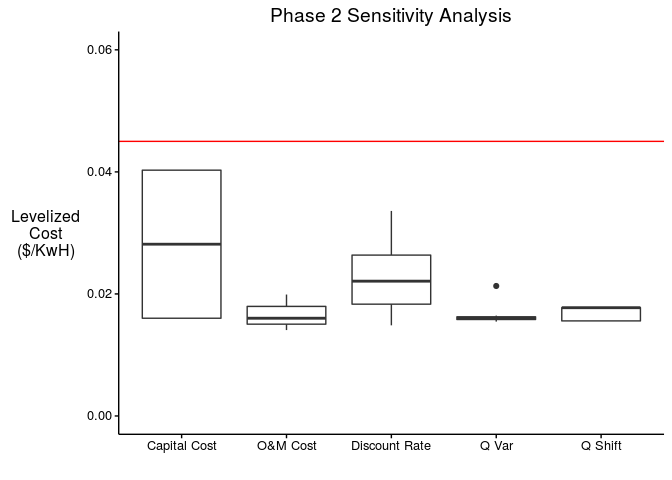 Phase 2 Sensitivity Analysis
0.06
0.04
Levelized
Cost
($/KwH)
0.02
0.00
Capital Cost O&M Cost Discount Rate Q Var Q Shift